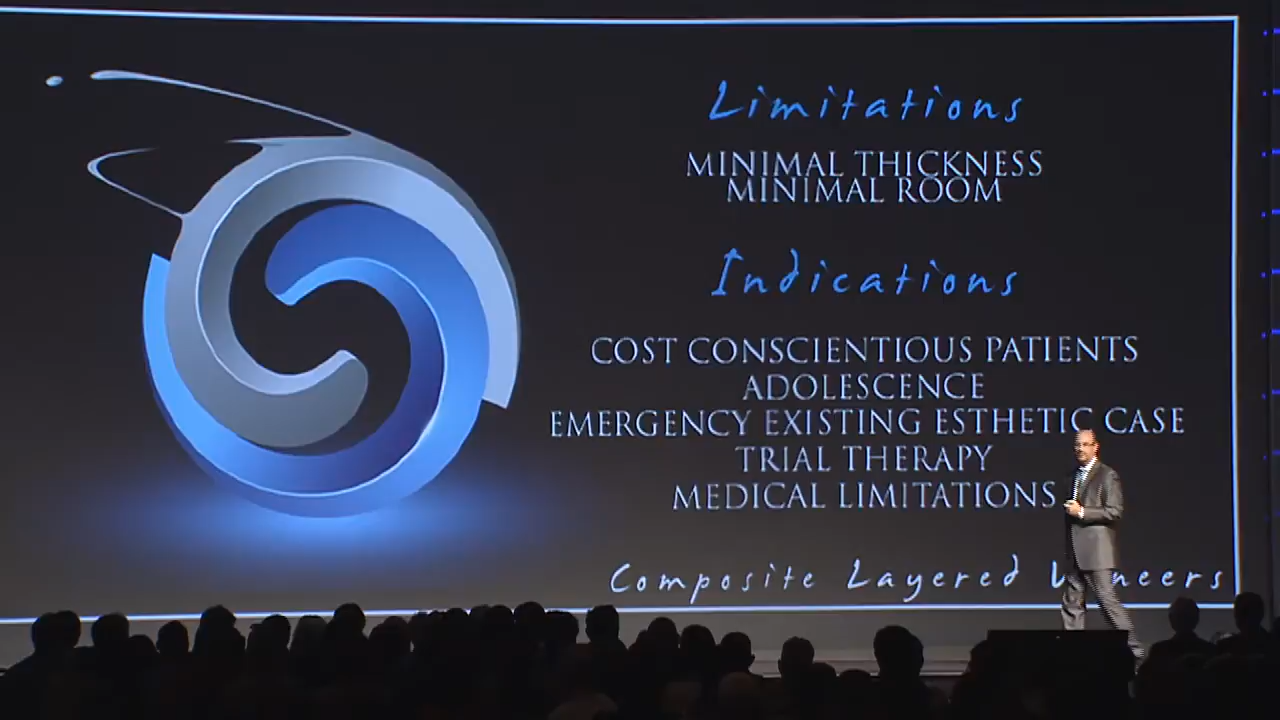 Limitations
MINIMAL THICKNESS
MINIMAL ROOM
Indications
COST CONSCIENTIOUS PATIENTS
ADOLESCENCE
EMERGENCY EXISTING ESTHETIC CASE
TRIAL THERAPY
MEDICAL LIMITATIONS
Composite Layered Veneers